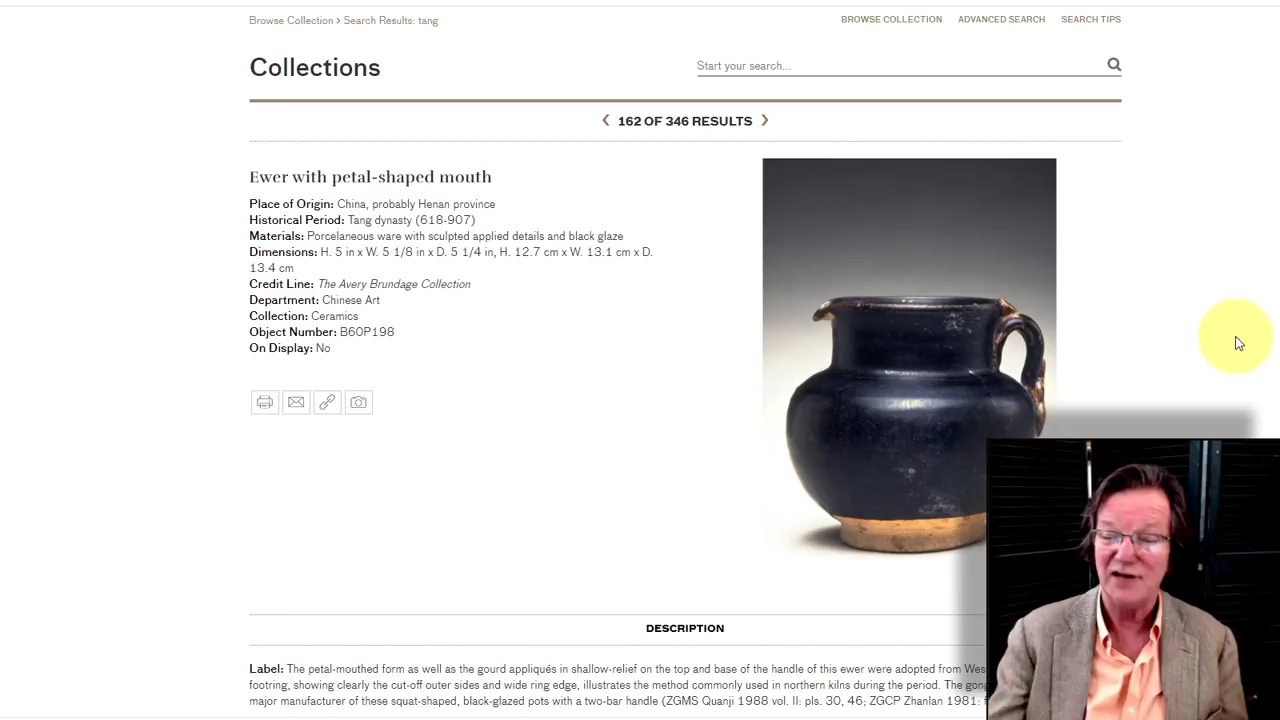 Browse Collection › Search Results: tang
BROWSE COLLECTION ADVANCED SEARCH SEARCH TIPS
Collections
Start your search...
162 OF 346 RESULTS
Ewer with petal-shaped mouth
Place of Origin: China, probably Henan province
Historical Period: Tang dynasty (618-907)
Materials: Porcelaneous ware with sculpted applied details and black glaze
Dimensions: H. 5 in x W. 5 1/8 in x D. 5 1/4 in, H. 12.7 cm x W. 13.1 cm x D.
13.4 cm
Credit Line: The Avery Brundage Collection
Department: Chinese Art
Collection: Ceramics
Object Number: B60P198
On Display: No
DESCRIPTION
Label: The petal-mouthed form as well as the gourd appliqués in shallow-relief on the top and base of the handle of this ewer were adopted from
footring, showing clearly the cut-off outer sides and wide ring edge, illustrates the method commonly used in northern kilns during the period. The
major manufacturer of these squat-shaped, black-glazed pots with a two-bar handle (ZGMS Quanji 1988 vol. II: pls. 30, 46; ZGCP Zhanlan 1981: